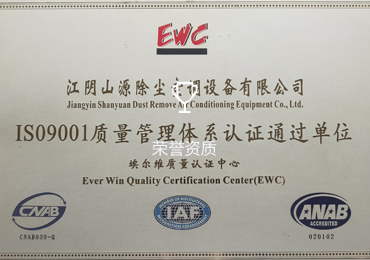 EWC
江阴山源除尘空调设备有限公司
Jiangyin Shanyuan Dust Remove Air Conditioning Equipment Co., Ltd.
ISO9001质量管理体系认证通过单位
荣誉资质
埃尔维质量认证中心
Ever Win Quality Certification Center(EWC)
CNAB
IAF
ANAB
ACCREDITED
CNAB039-Q
020102